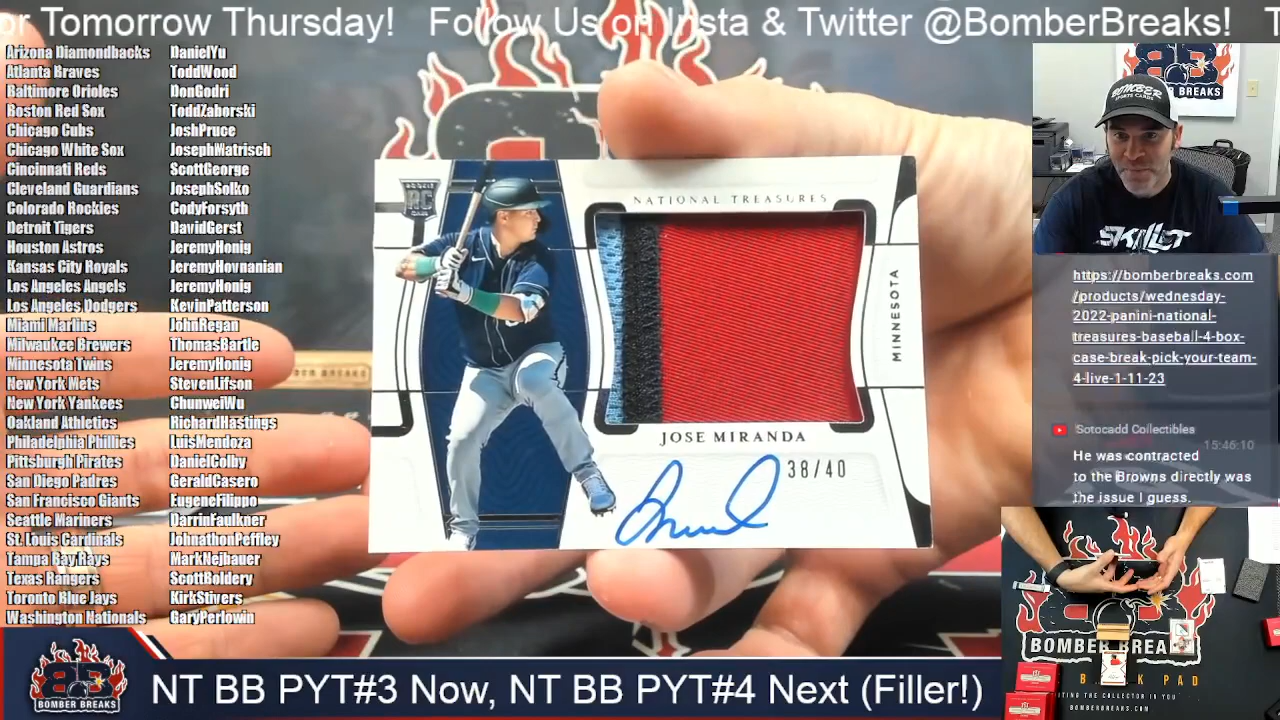 or Tomorrow Thursday! Follow Us on Insta & Twitter @BomberBreaks! T
Arizona Diamondbacks DanielYu
Atlanta Braves ToddWood
Baltimore Orioles DonGodri
Boston Red Sox ToddZaborski
Chicago Cubs JoshPruce
Chicago White Sox JosephMatrisch
Cincinnati Reds ScottGeorge
Cleveland Guardians JosephSolko
Colorado Rockies CodyForsyth
Detroit Tigers DavidGerst
Houston Astros JeremyHonig
Kansas City Royals JeremyHovnanian
Los Angeles Angels JeremyHonig
Los Angeles Dodgers KevinPatterson
Miami Marlins JohnRegan
Milwaukee Brewers ThomasBartle
Minnesota Twins JeremyHonig
New York Mets StevenLifson
New York Yankees ChunweiWu
Oakland Athletics RichardHastings
Philadelphia Phillies LuisMendoza
Pittsburgh Pirates DanielColby
San Diego Padres GeraldCasero
San Francisco Giants EugeneFilippo
Seattle Mariners DarrinFaulkner
St. Louis Cardinals JohnathonPeffley
Tampa Bay Rays MarkNejbauer
Texas Rangers ScottBoldery
Toronto Blue Jays KirkStivers
Washington Nationals GaryPerlowin
RC
NATIONAL TREASURES
MINNESOTA
JOSE MIRANDA
38/40
BOMBER
SPORTS CARDS
BOMBER BREAKS
SKILLET
https://bomberbreaks.com
/products/wednesday-
2022-panini-national-
treasures-baseball-4-box-
case-break-pick-your-team-
4-live-1-11-23
Sotocadd Collectibles
15:46:10
He was contracted
to the Browns directly was
the issue I guess.
BOMBER BREAKS
BOMBERBREAKS.COM
BOMBER BREAKS
NT BB PYT#3 Now, NT BB PYT#4 Next (Filler!)